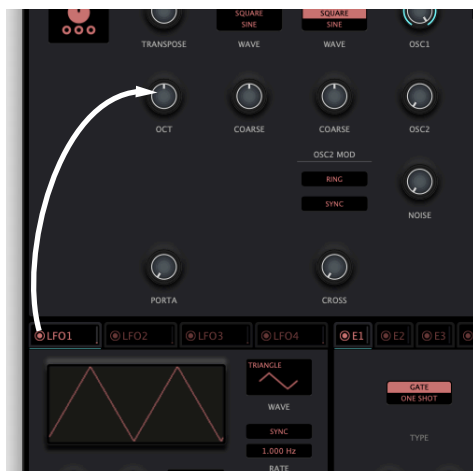 SQUARE
SINE
SQUARE
SINE
TRANSPOSE
WAVE
WAVE
OSC1
OCT
COARSE
COARSE
OSC2
OSC2 MOD
RING
SYNC
NOISE
PORTA
CROSS
LFO1
LFO2
LFO3
LFO4
E1
E2
E3
TRIANGLE
WAVE
GATE
ONE SHOT
SYNC
TYPE
1.000 Hz
RATE